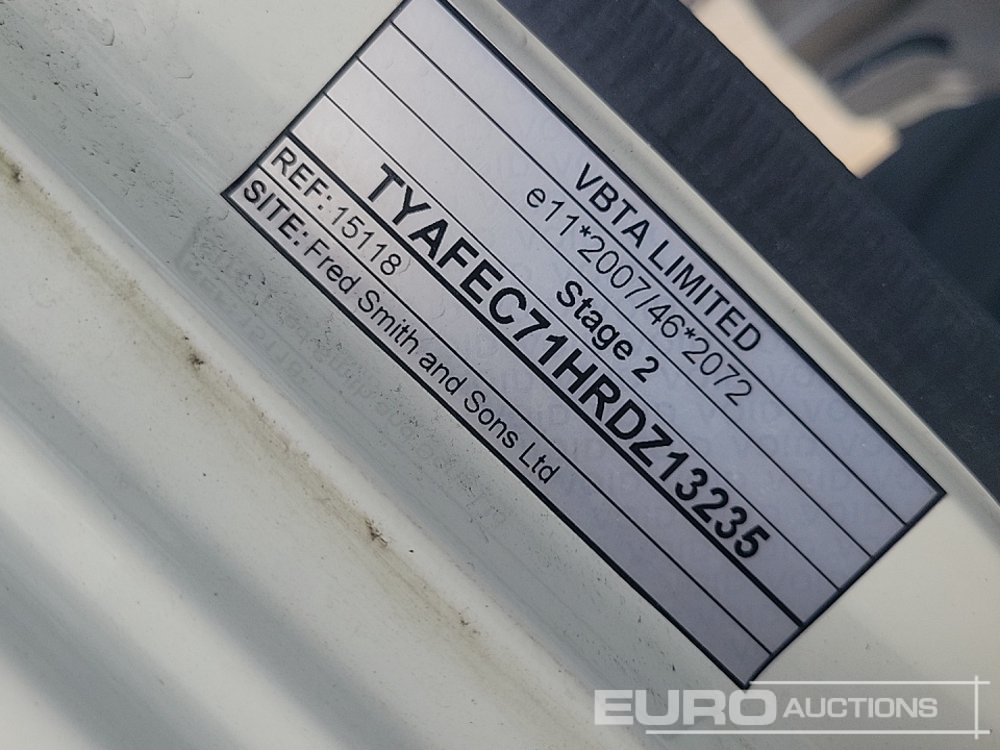 VBTA LIMITED
e11*2007/46*2072
Stage 2
TYAFEC71HRDZ13235
REF: 15118
SITE: Fred Smith and Sons Ltd
EURO AUCTIONS